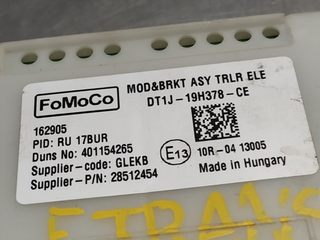 FoMoCo
MOD&BRKT ASY TRLR ELE
DT1J-19H378-CE
162905
PID: RU 17BUR
Duns No: 401154265
Supplier-code: GLEKB
Supplier-P/N: 28512454
E13
10R-04 13005
Made in Hungary